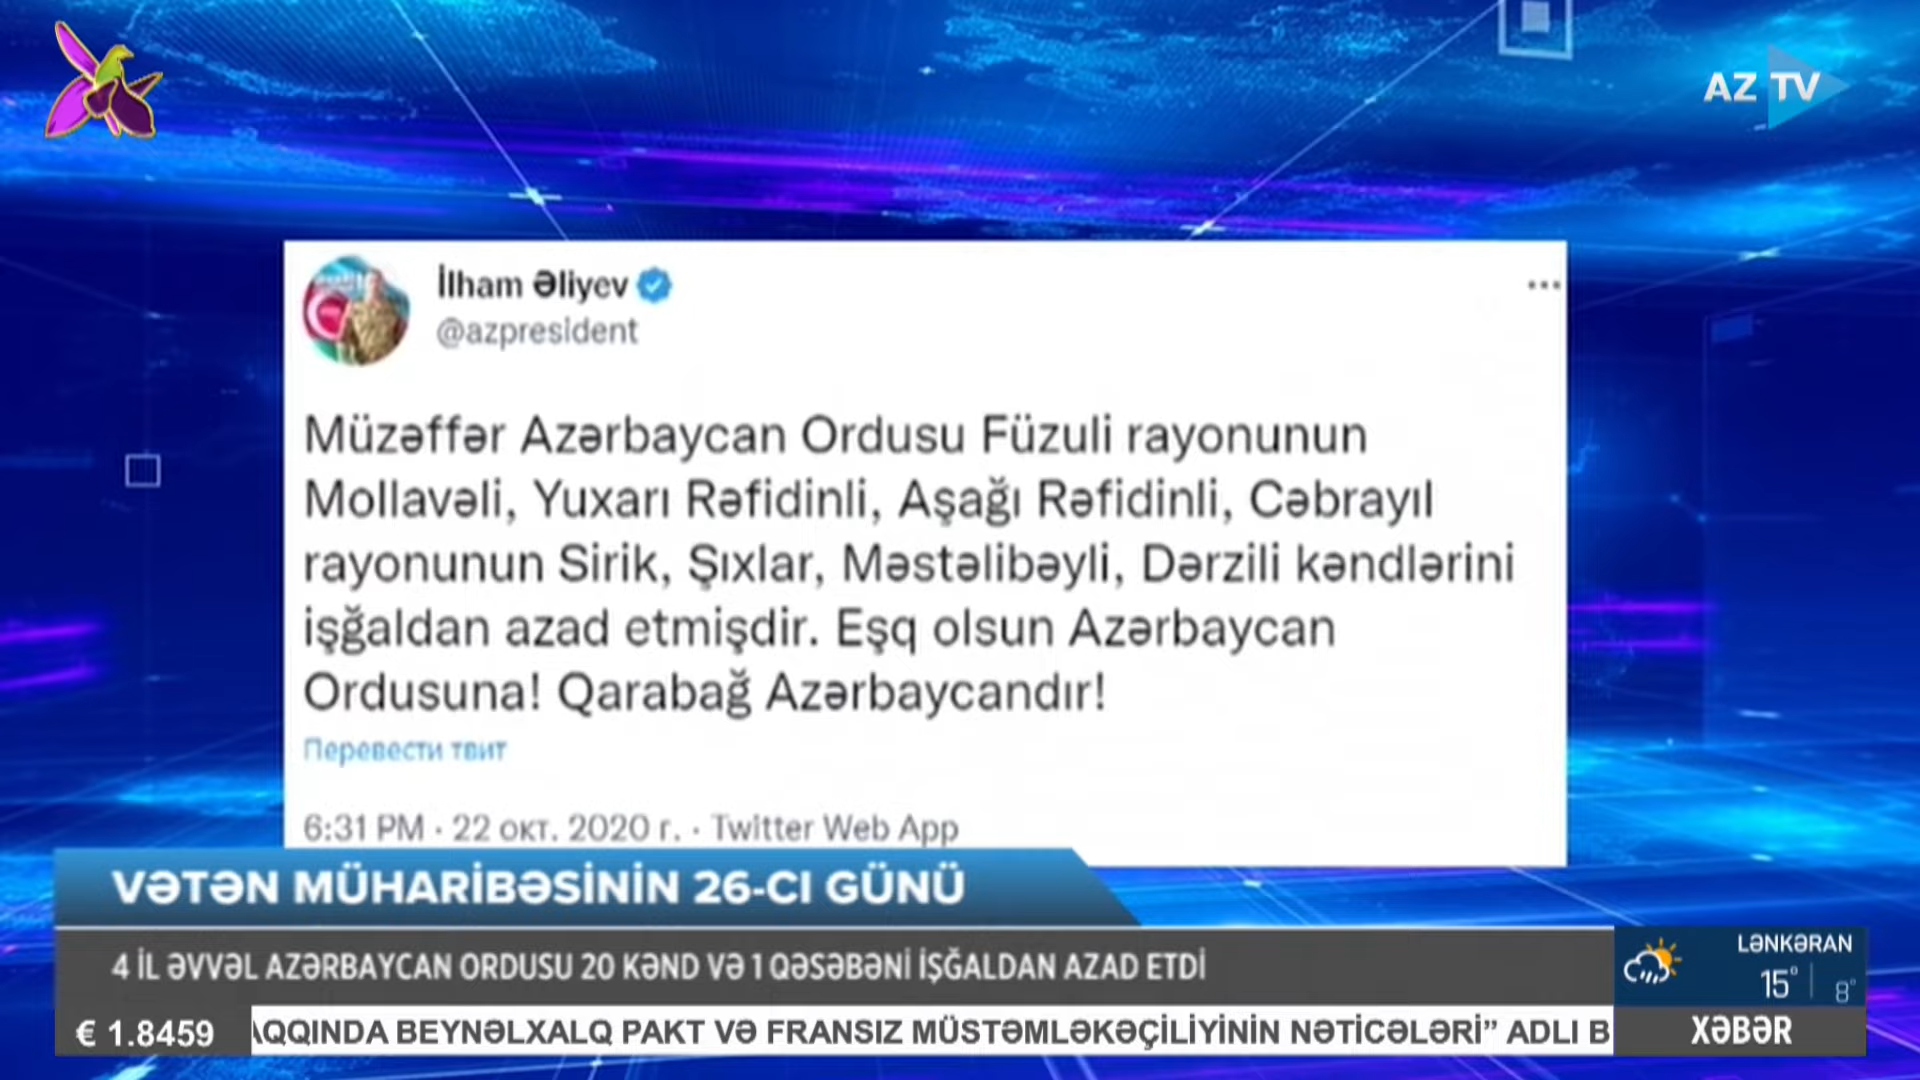 AZ TV
İlham Əliyev
@azpresident
Müzəffər Azərbaycan Ordusu Füzuli rayonunun
Mollavəli, Yuxarı Rəfidinli, Aşağı Rəfidinli, Cəbrayıl
rayonunun Sirik, Şıxlar, Məstəlibəyli, Dərzili kəndlərini
işğaldan azad etmişdir. Eşq olsun Azərbaycan
Ordusuna! Qarabağ Azərbaycandır!
Перевести твит
6:31 PM · 22 окт. 2020 г. · Twitter Web App
VƏTƏN MÜHARİBƏSİNİN 26-CI GÜNÜ
4 İL ƏVVƏL AZƏRBAYCAN ORDUSU 20 KƏND VƏ 1 QƏSƏBƏNİ İŞĞALDAN AZAD ETDİ
LƏNKƏRAN
15° 8°
€ 1.8459
AQQINDA BEYNƏLXALQ PAKT VƏ FRANSIZ MÜSTƏMLƏKƏÇİLİYİNİN NƏTİCƏLƏRİ” ADLI B
XƏBƏR